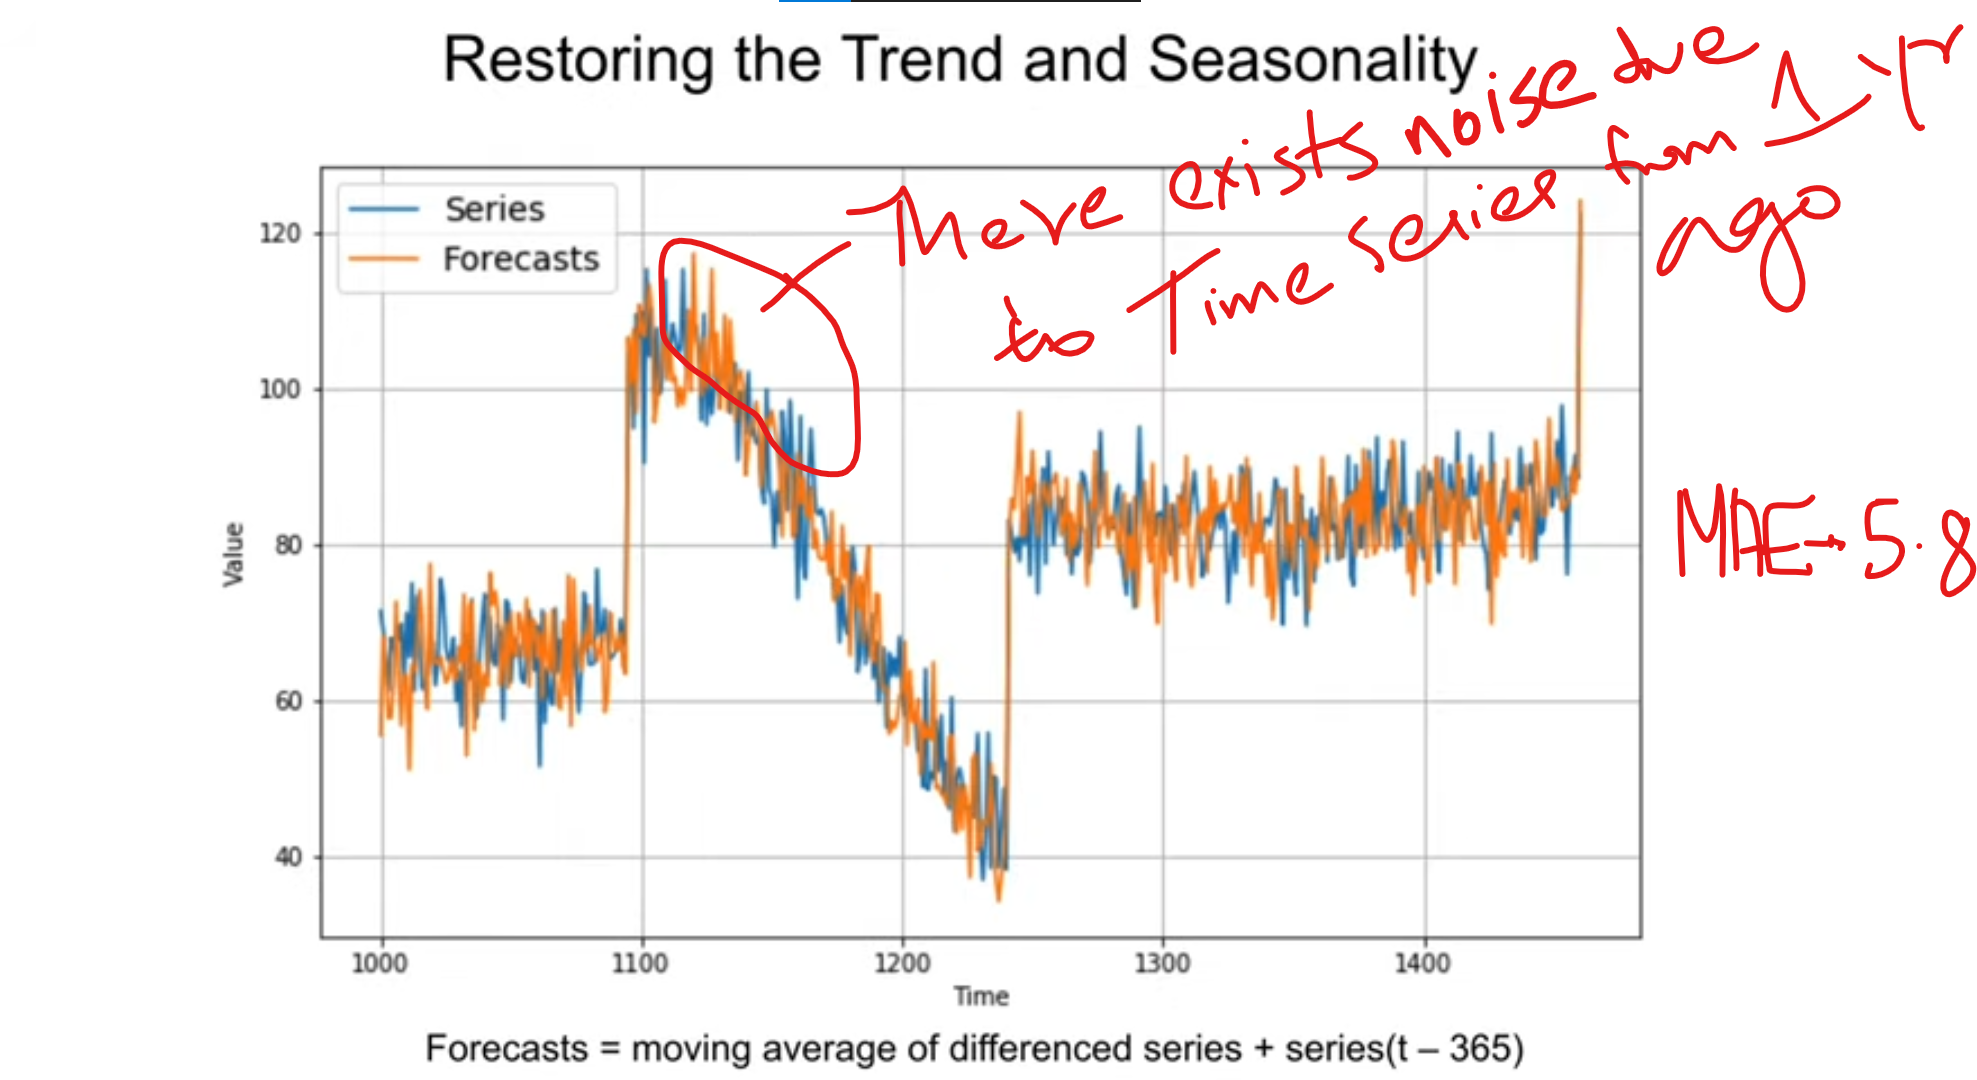 Restoring the Trend and Seasonality
There exists noise due
to Time series from 1 Yr
ago
Series
Forecasts
120
100
80
60
40
Value
MAE → 5.8
1000 1100 1200 1300 1400
Time
Forecasts = moving average of differenced series + series(t – 365)